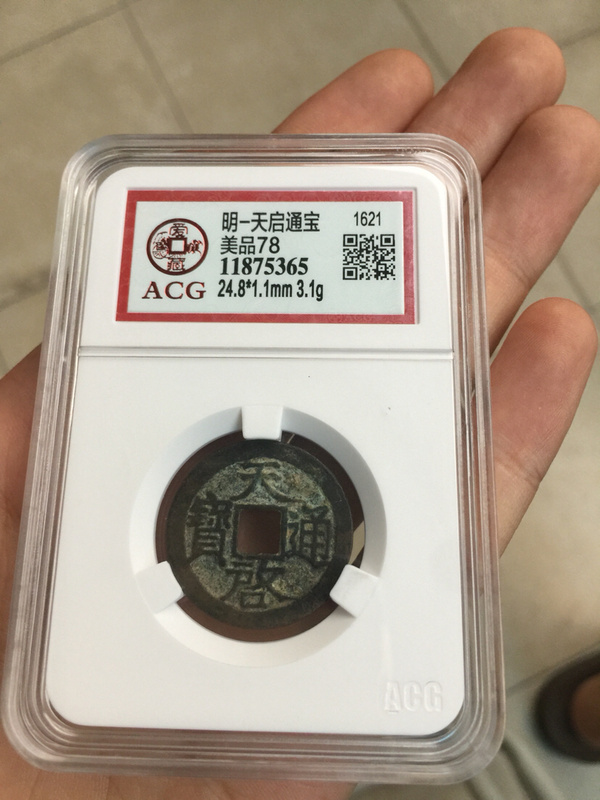 明一天启通宝 1621
美品78
11875365
ACG 24.8*1.1mm 3.1g
天
寶 通
啓
ACG